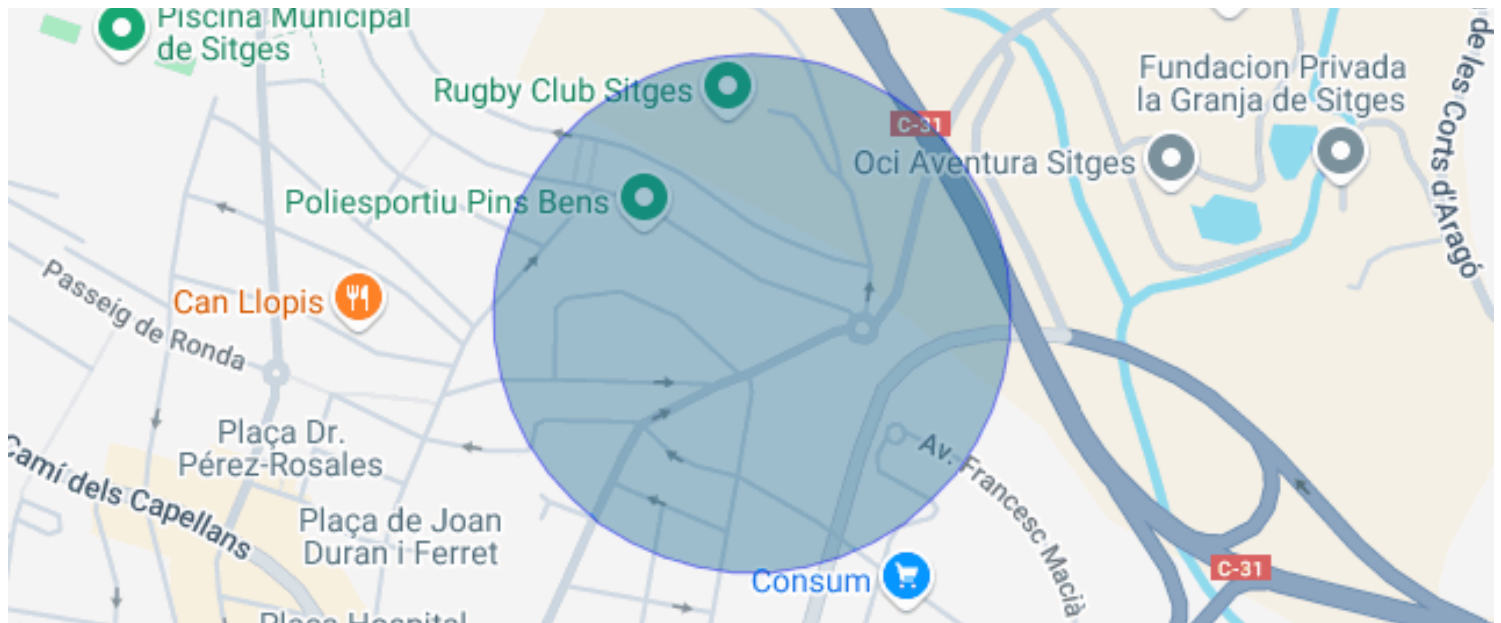 Piscina Municipal
de Sitges
Rugby Club Sitges
C-31
Fundacion Privada
la Granja de Sitges
Oci Aventura Sitges
de les Corts d'Aragó
Poliesportiu Pins Bens
Can Llopis
Passeig de Ronda
Plaça Dr.
Pérez-Rosales
Camí dels Capellans
Plaça de Joan
Duran i Ferret
Av. Francesc Macià
Consum
C-31
Plaça Hospital